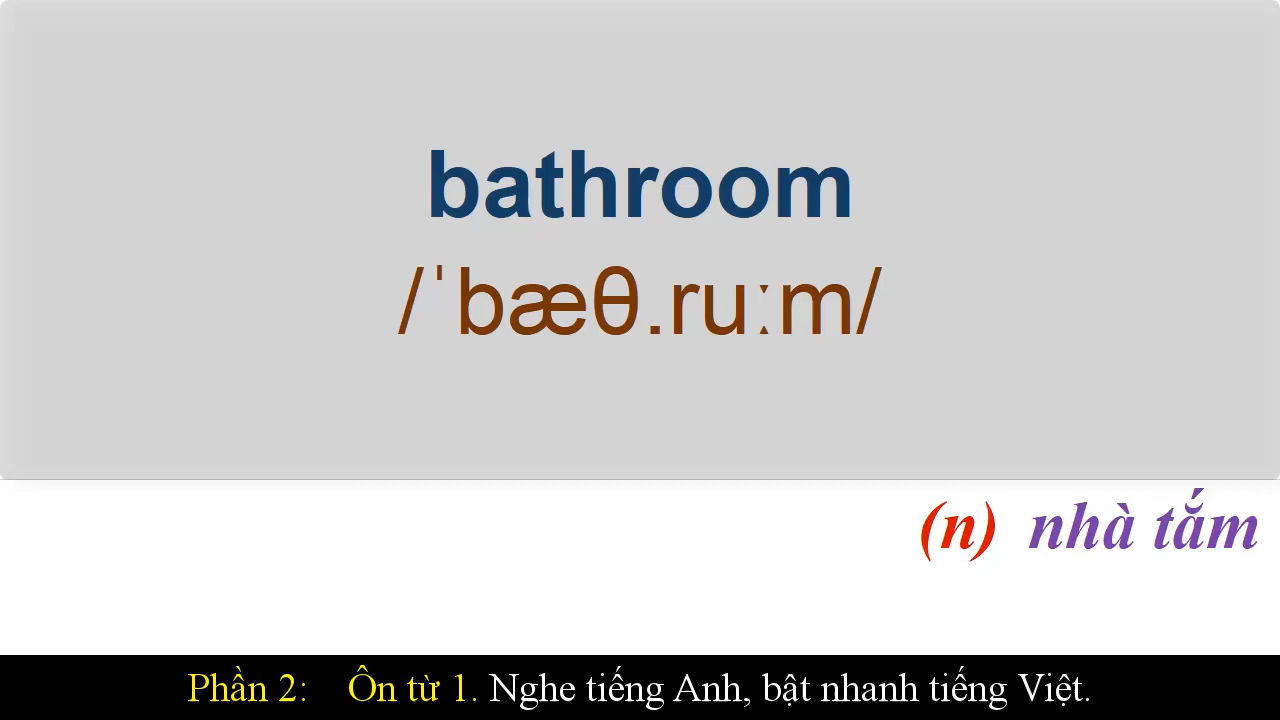 bathroom
/ˈbæθ.ruːm/
(n) nhà tắm
Phần 2: Ôn từ 1. Nghe tiếng Anh, bật nhanh tiếng Việt.